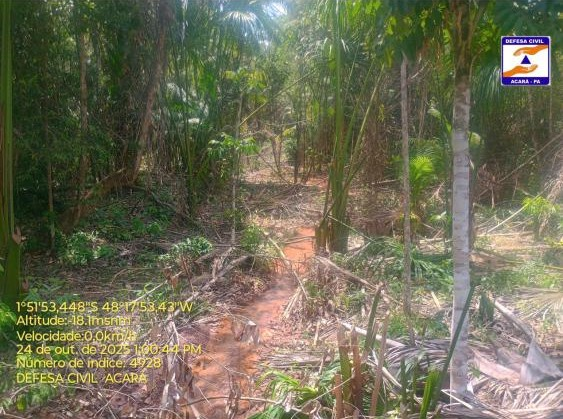 DEFESA CIVIL
ACARÁ - PA
1°51'53,448"S 48°17'53,43"W
Altitude:-18.1msnm
Velocidade:0,0km/h
24 de out. de 2025 1:00:44 PM
Número de índice: 4928
DEFESA CIVIL ACARÁ